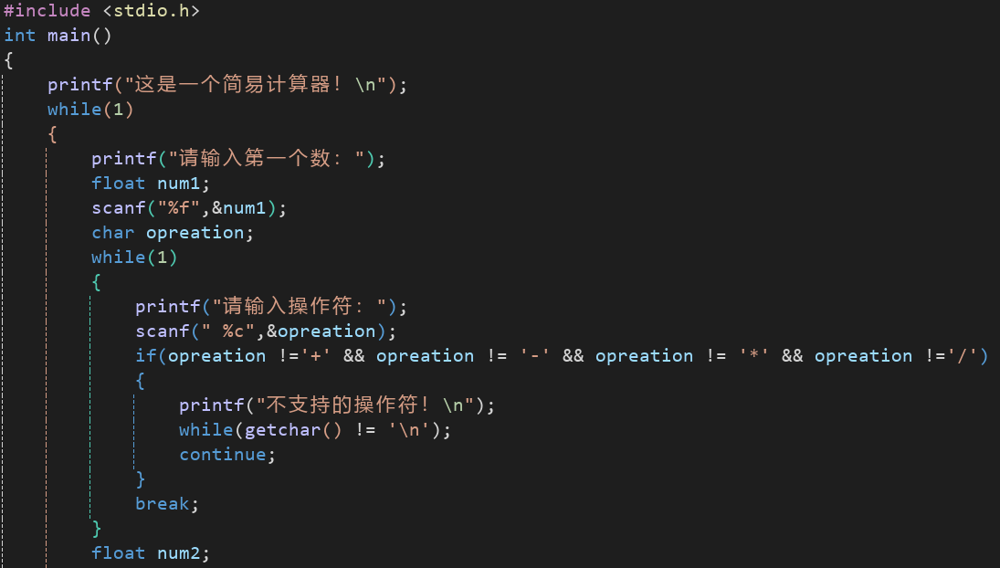 #include <stdio.h>
int main()
{
    printf("这是一个简易计算器！\n");
    while(1)
    {
        printf("请输入第一个数：");
        float num1;
        scanf("%f",&num1);
        char opreation;
        while(1)
        {
            printf("请输入操作符：");
            scanf(" %c",&opreation);
            if(opreation !='+' && opreation != '-' && opreation != '*' && opreation !='/')
            {
                printf("不支持的操作符！\n");
                while(getchar() != '\n');
                continue;
            }
            break;
        }
        float num2;